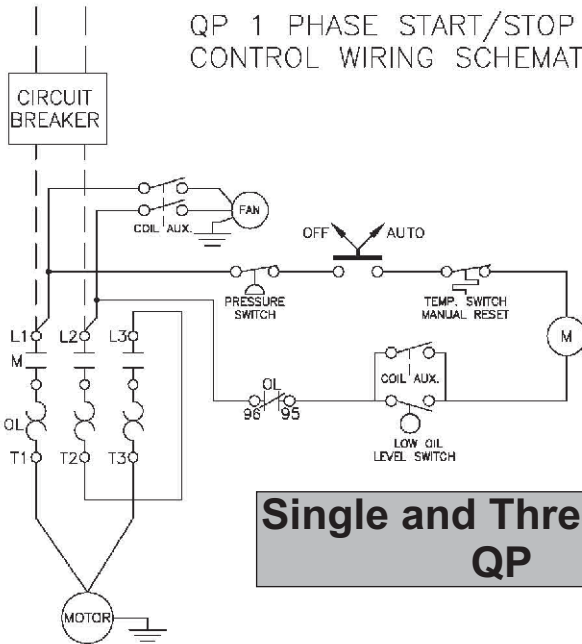 QP 1 PHASE START/STOP
CONTROL WIRING SCHEMAT
CIRCUIT
BREAKER
FAN
COIL AUX.
OFF
AUTO
PRESSURE
SWITCH
TEMP. SWITCH
MANUAL RESET
L1
L2
L3
M
M
COIL AUX.
OL
96
95
OL
LOW OIL
LEVEL SWITCH
T1
T2
T3
Single and Thre
QP
MOTOR